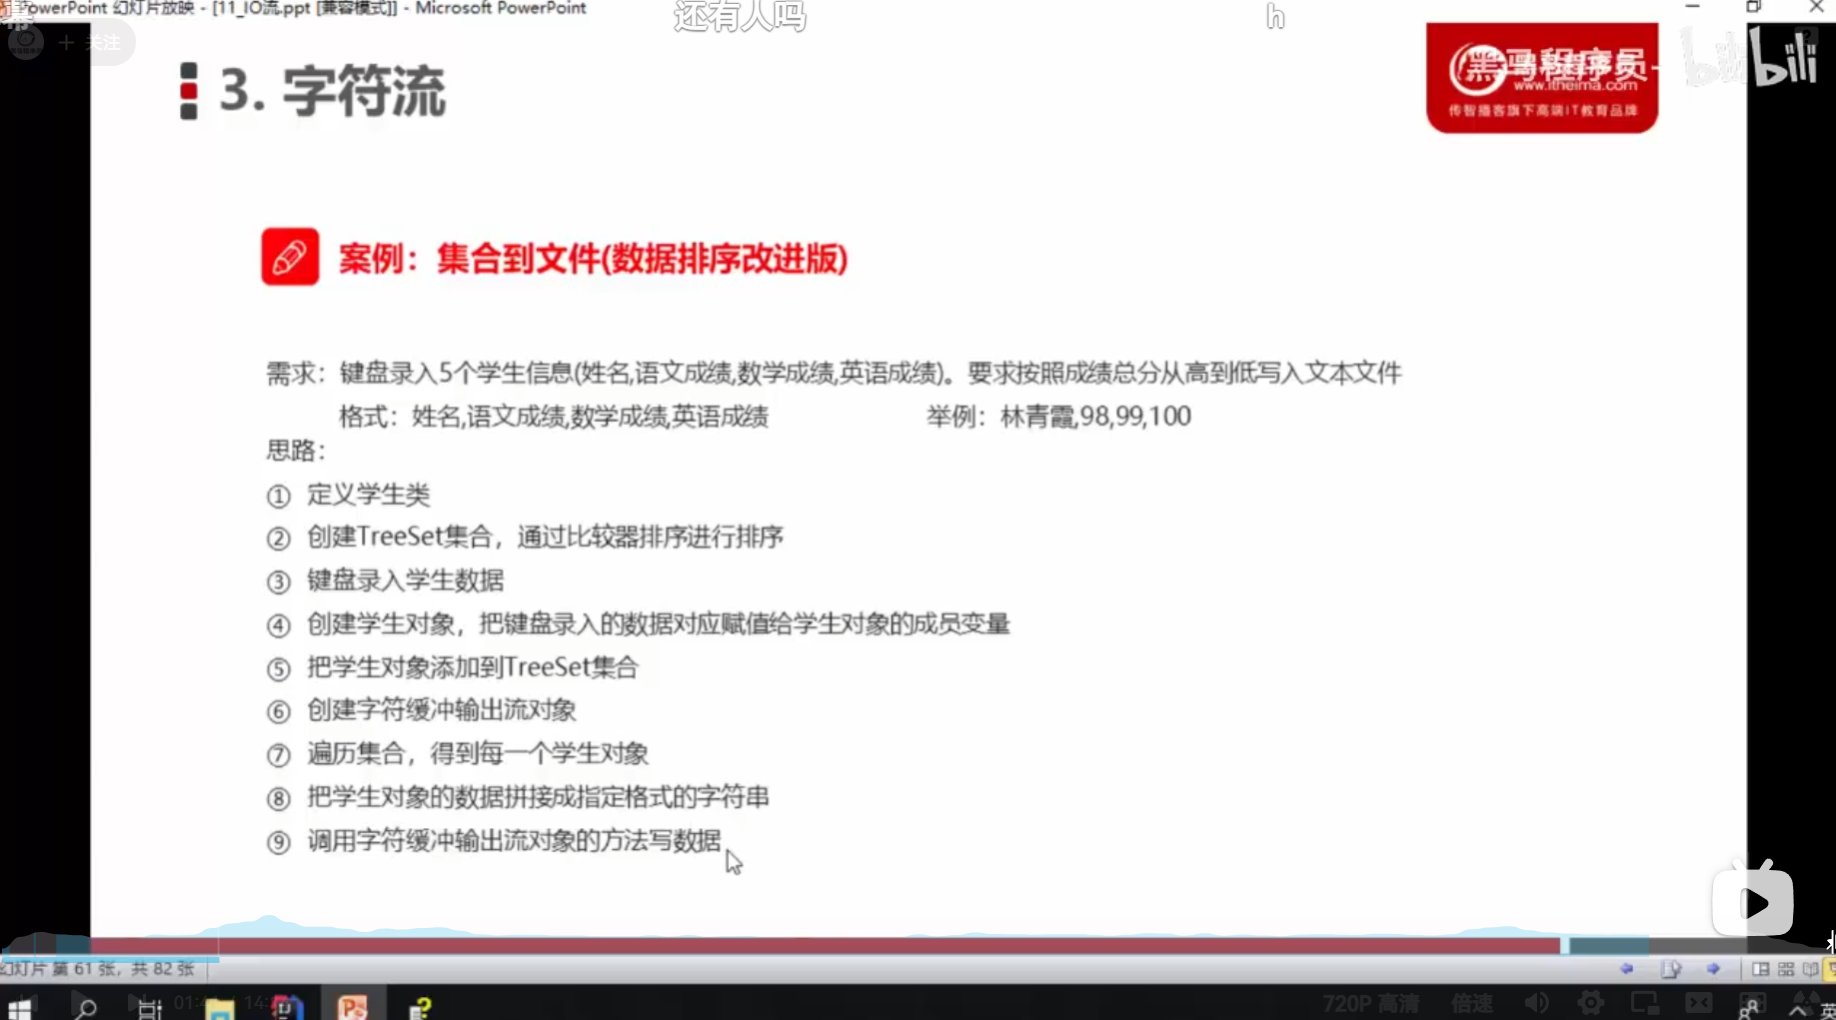 PowerPoint 幻灯片放映 - [11_IO流.ppt [兼容模式]] - Microsoft PowerPoint
还有人吗
h
+ 关注
3. 字符流
黑马程序员
www.itheima.com
传智播客旗下高端IT教育品牌
bilibili
案例：集合到文件(数据排序改进版)
需求：键盘录入5个学生信息(姓名,语文成绩,数学成绩,英语成绩)。要求按照成绩总分从高到低写入文本文件
格式：姓名,语文成绩,数学成绩,英语成绩 举例：林青霞,98,99,100
思路：
① 定义学生类
② 创建TreeSet集合，通过比较器排序进行排序
③ 键盘录入学生数据
④ 创建学生对象，把键盘录入的数据对应赋值给学生对象的成员变量
⑤ 把学生对象添加到TreeSet集合
⑥ 创建字符缓冲输出流对象
⑦ 遍历集合，得到每一个学生对象
⑧ 把学生对象的数据拼接成指定格式的字符串
⑨ 调用字符缓冲输出流对象的方法写数据
幻灯片 第 61 张，共 82 张
720P 高清 倍速
英